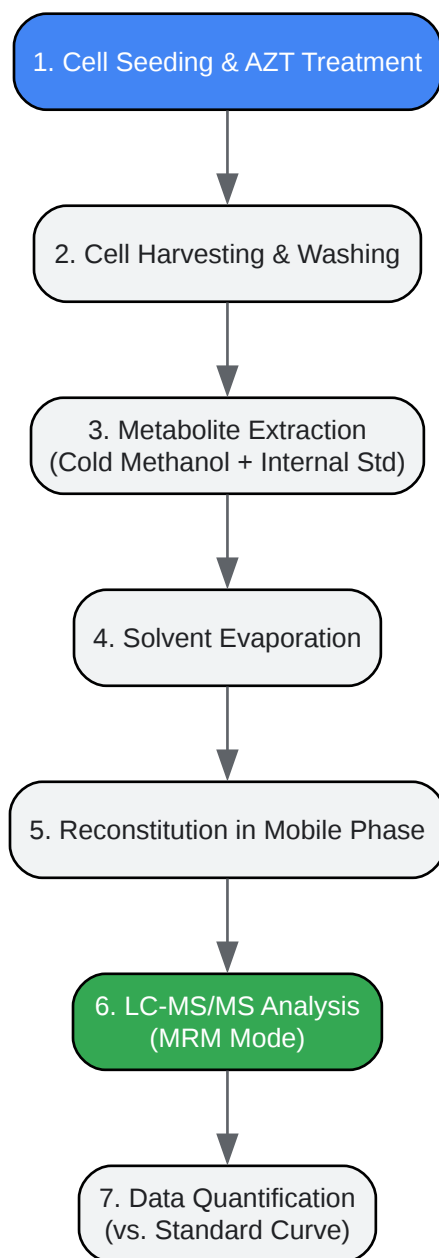 1. Cell Seeding & AZT Treatment
2. Cell Harvesting & Washing
3. Metabolite Extraction
(Cold Methanol + Internal Std)
4. Solvent Evaporation
5. Reconstitution in Mobile Phase
6. LC-MS/MS Analysis
(MRM Mode)
7. Data Quantification
(vs. Standard Curve)